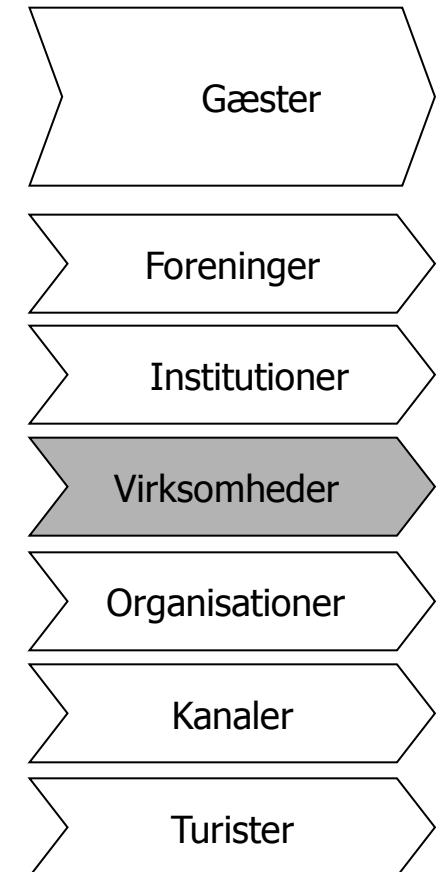 Gæster
Foreninger
Institutioner
Virksomheder
Organisationer
Kanaler
Turister